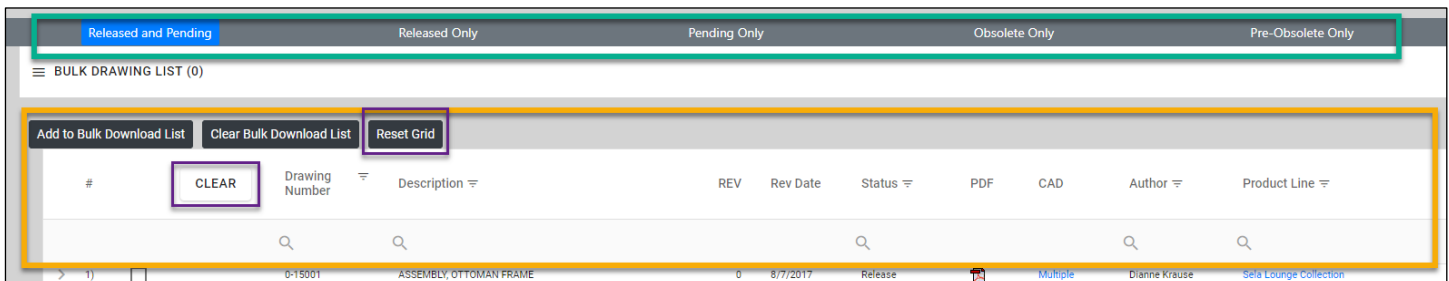 Released and Pending Released Only Pending Only Obsolete Only Pre-Obsolete Only
BULK DRAWING LIST (0)
Add to Bulk Download List Clear Bulk Download List Reset Grid
# CLEAR Drawing Number Description REV Rev Date Status PDF CAD Author Product Line
1) 0-15001 ASSEMBLY, OTTOMAN FRAME 0 8/7/2017 Release Multiple Dianne Krause Sela Lounge Collection